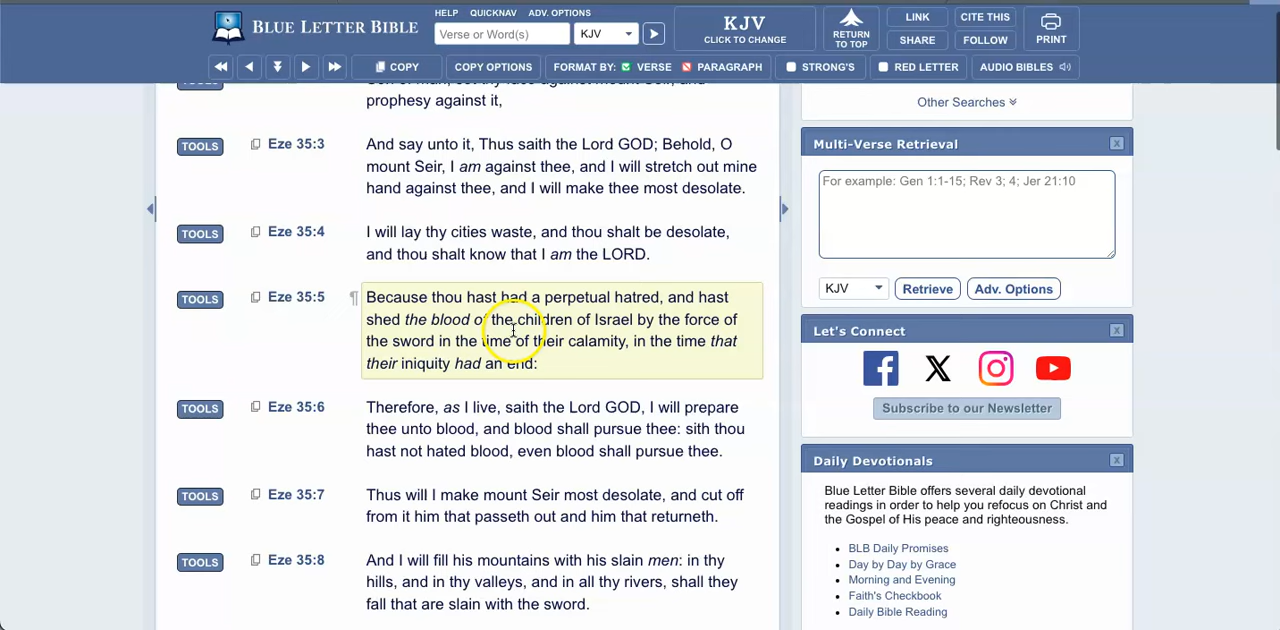 HELP QUICKNAV ADV. OPTIONS
BLUE LETTER BIBLE
Verse or Word(s)
KJV
KJV
CLICK TO CHANGE
RETURN
TO TOP
LINK
CITE THIS
SHARE
FOLLOW
PRINT
COPY
COPY OPTIONS
FORMAT BY: VERSE PARAGRAPH
STRONG'S
RED LETTER
AUDIO BIBLES
TOOLS
prophesy against it,
TOOLS
Eze 35:3
And say unto it, Thus saith the Lord GOD; Behold, O
mount Seir, I am against thee, and I will stretch out mine
hand against thee, and I will make thee most desolate.
TOOLS
Eze 35:4
I will lay thy cities waste, and thou shalt be desolate,
and thou shalt know that I am the LORD.
TOOLS
Eze 35:5
¶ Because thou hast had a perpetual hatred, and hast
shed the blood of the children of Israel by the force of
the sword in the time of their calamity, in the time that
their iniquity had an end:
TOOLS
Eze 35:6
Therefore, as I live, saith the Lord GOD, I will prepare
thee unto blood, and blood shall pursue thee: sith thou
hast not hated blood, even blood shall pursue thee.
TOOLS
Eze 35:7
Thus will I make mount Seir most desolate, and cut off
from it him that passeth out and him that returneth.
TOOLS
Eze 35:8
And I will fill his mountains with his slain men: in thy
hills, and in thy valleys, and in all thy rivers, shall they
fall that are slain with the sword.
Other Searches
Multi-Verse Retrieval
For example: Gen 1:1-15; Rev 3; 4; Jer 21:10
KJV
Retrieve
Adv. Options
Let's Connect
Subscribe to our Newsletter
Daily Devotionals
Blue Letter Bible offers several daily devotional
readings in order to help you refocus on Christ and
the Gospel of His peace and righteousness.
BLB Daily Promises
Day by Day by Grace
Morning and Evening
Faith's Checkbook
Daily Bible Reading